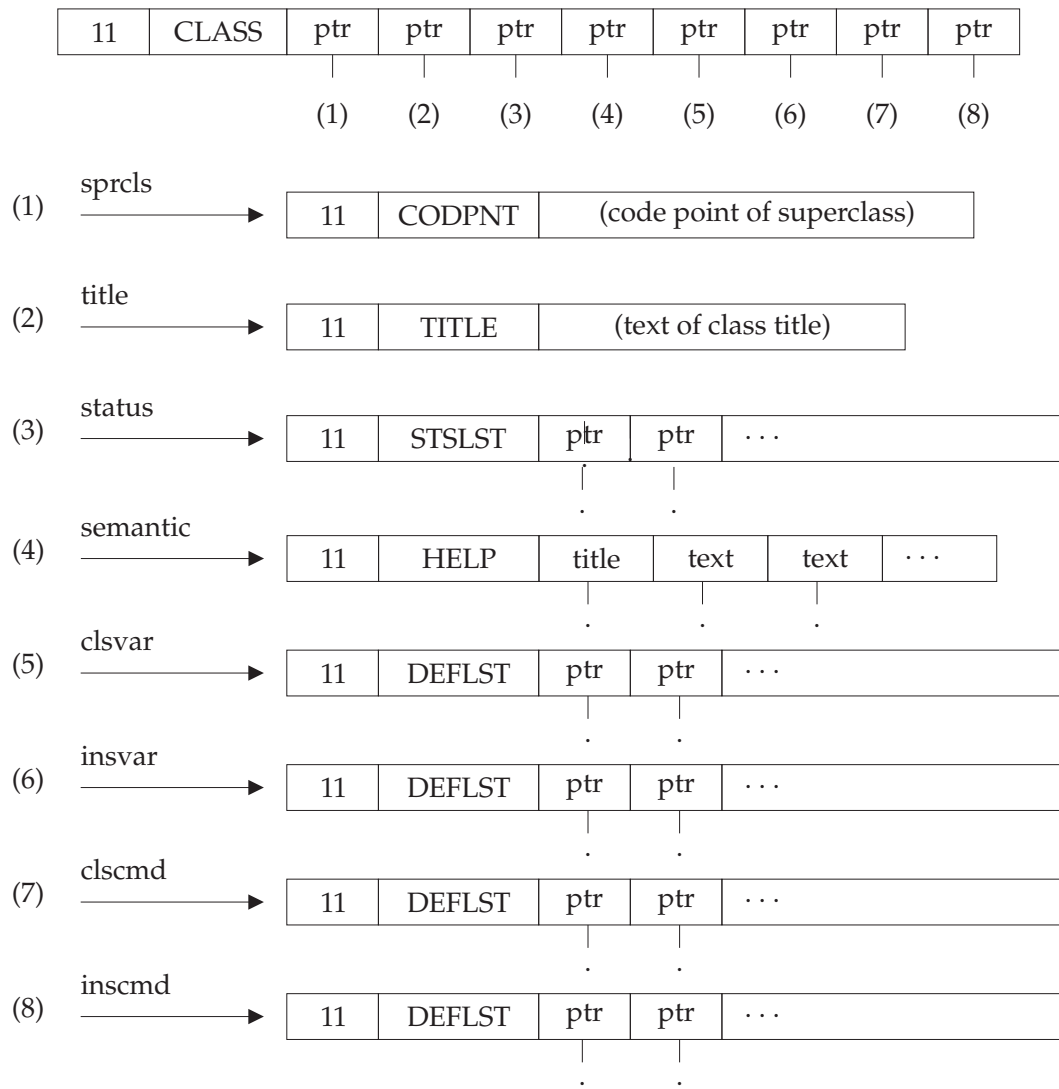 11 CLASS ptr ptr ptr ptr ptr ptr ptr ptr
(1) (2) (3) (4) (5) (6) (7) (8)
sprcls
(1) 11 CODPNT (code point of superclass)
title
(2) 11 TITLE (text of class title)
status
(3) 11 STSLST ptr ptr . . .
semantic
(4) 11 HELP title text text . . .
clsvar
(5) 11 DEFLST ptr ptr . . .
insvar
(6) 11 DEFLST ptr ptr . . .
clscmd
(7) 11 DEFLST ptr ptr . . .
inscmd
(8) 11 DEFLST ptr ptr . . .